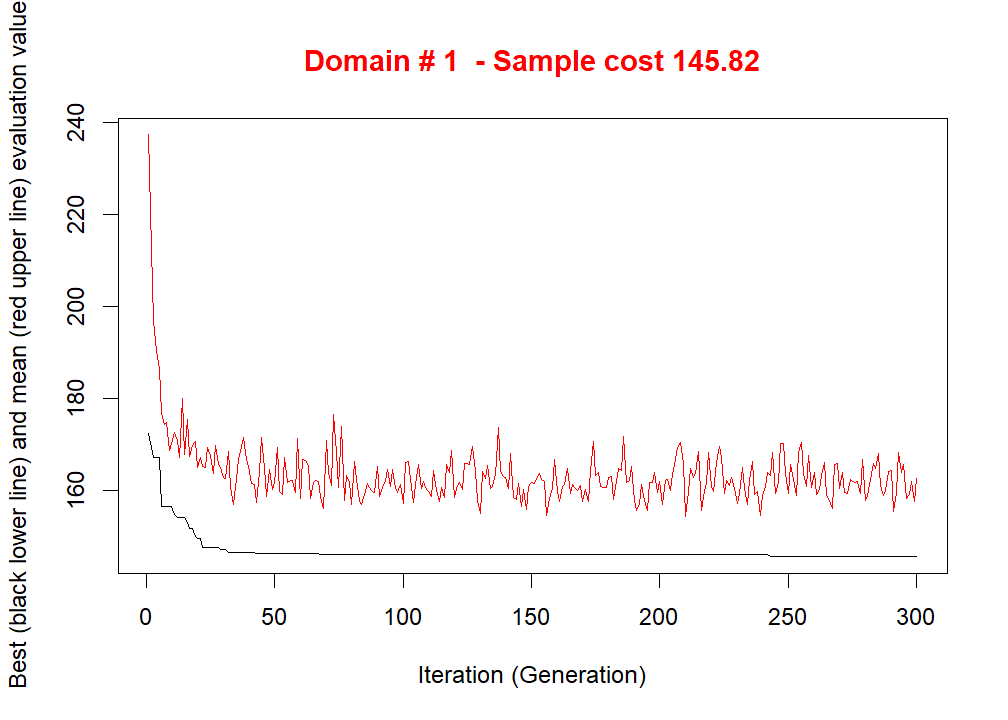 Domain # 1  - Sample cost 145.82
Best (black lower line) and mean (red upper line) evaluation value
240
220
200
180
160
0 50 100 150 200 250 300
Iteration (Generation)